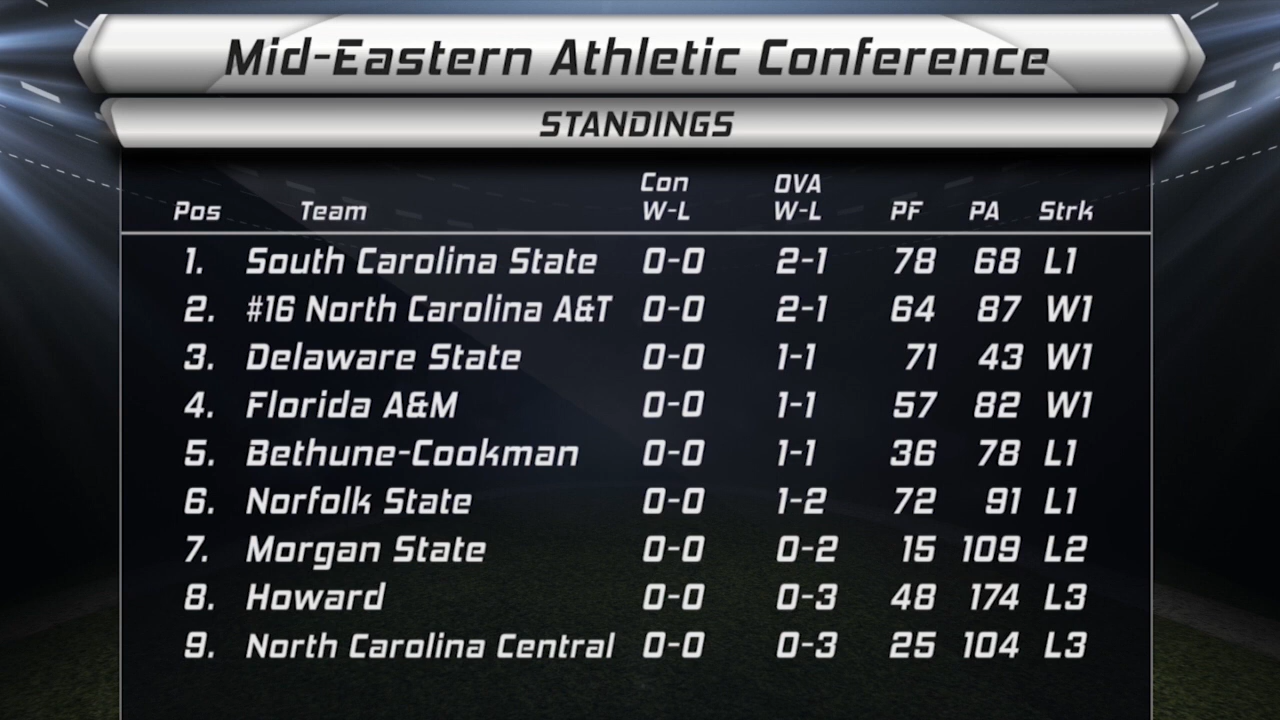 Mid-Eastern Athletic Conference
STANDINGS
Con OVA
Pos Team W-L W-L PF PA Strk
1. South Carolina State 0-0 2-1 78 68 L1
2. #16 North Carolina A&T 0-0 2-1 64 87 W1
3. Delaware State 0-0 1-1 71 43 W1
4. Florida A&M 0-0 1-1 57 82 W1
5. Bethune-Cookman 0-0 1-1 36 78 L1
6. Norfolk State 0-0 1-2 72 91 L1
7. Morgan State 0-0 0-2 15 109 L2
8. Howard 0-0 0-3 48 174 L3
9. North Carolina Central 0-0 0-3 25 104 L3